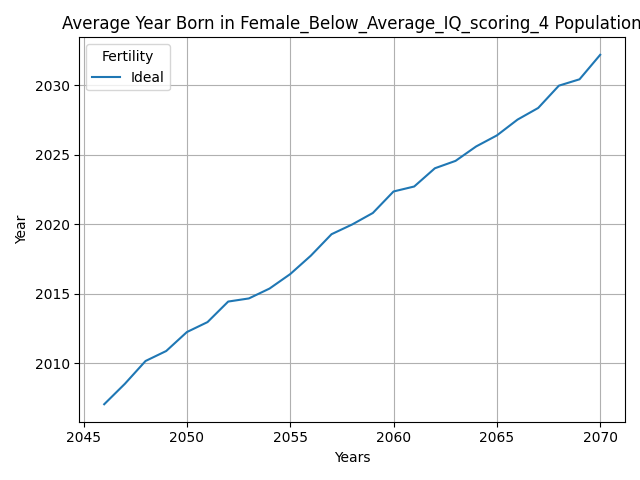 Average Year Born in Female_Below_Average_IQ_scoring_4 Population
Fertility
Ideal
Year
2030
2025
2020
2015
2010
2045 2050 2055 2060 2065 2070
Years